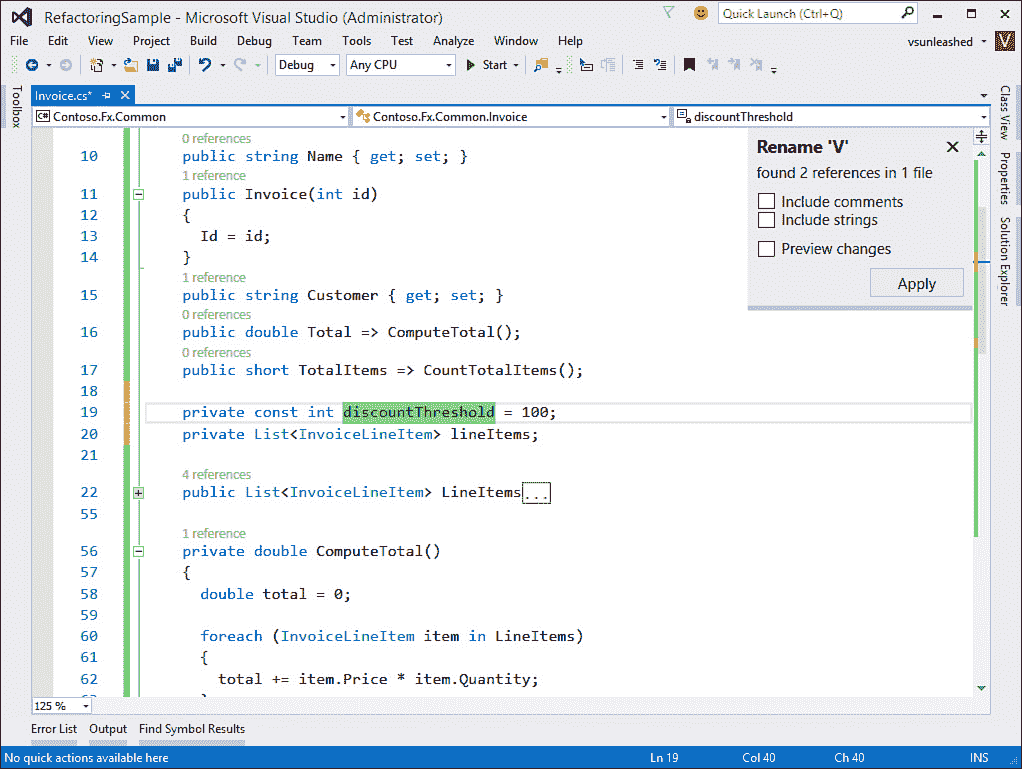 RefactoringSample - Microsoft Visual Studio (Administrator)
Quick Launch (Ctrl+Q)
File Edit View Project Build Debug Team Tools Test Analyze Window Help
vsunleashed
Debug Any CPU Start
Toolbox
Invoice.cs*
Contoso.Fx.Common Contoso.Fx.Common.Invoice discountThreshold
Class View
Properties
Solution Explorer
Rename 'V'
found 2 references in 1 file
Include comments
Include strings
Preview changes
Apply
0 references
10 public string Name { get; set; }
1 reference
11 public Invoice(int id)
12 {
13 Id = id;
14 }
1 reference
15 public string Customer { get; set; }
0 references
16 public double Total => ComputeTotal();
0 references
17 public short TotalItems => CountTotalItems();
18
19 private const int discountThreshold = 100;
20 private List<InvoiceLineItem> lineItems;
21
4 references
22 public List<InvoiceLineItem> LineItems...
55
1 reference
56 private double ComputeTotal()
57 {
58 double total = 0;
59
60 foreach (InvoiceLineItem item in LineItems)
61 {
62 total += item.Price * item.Quantity;
125 %
Error List Output Find Symbol Results
No quick actions available here Ln 19 Col 40 Ch 40 INS